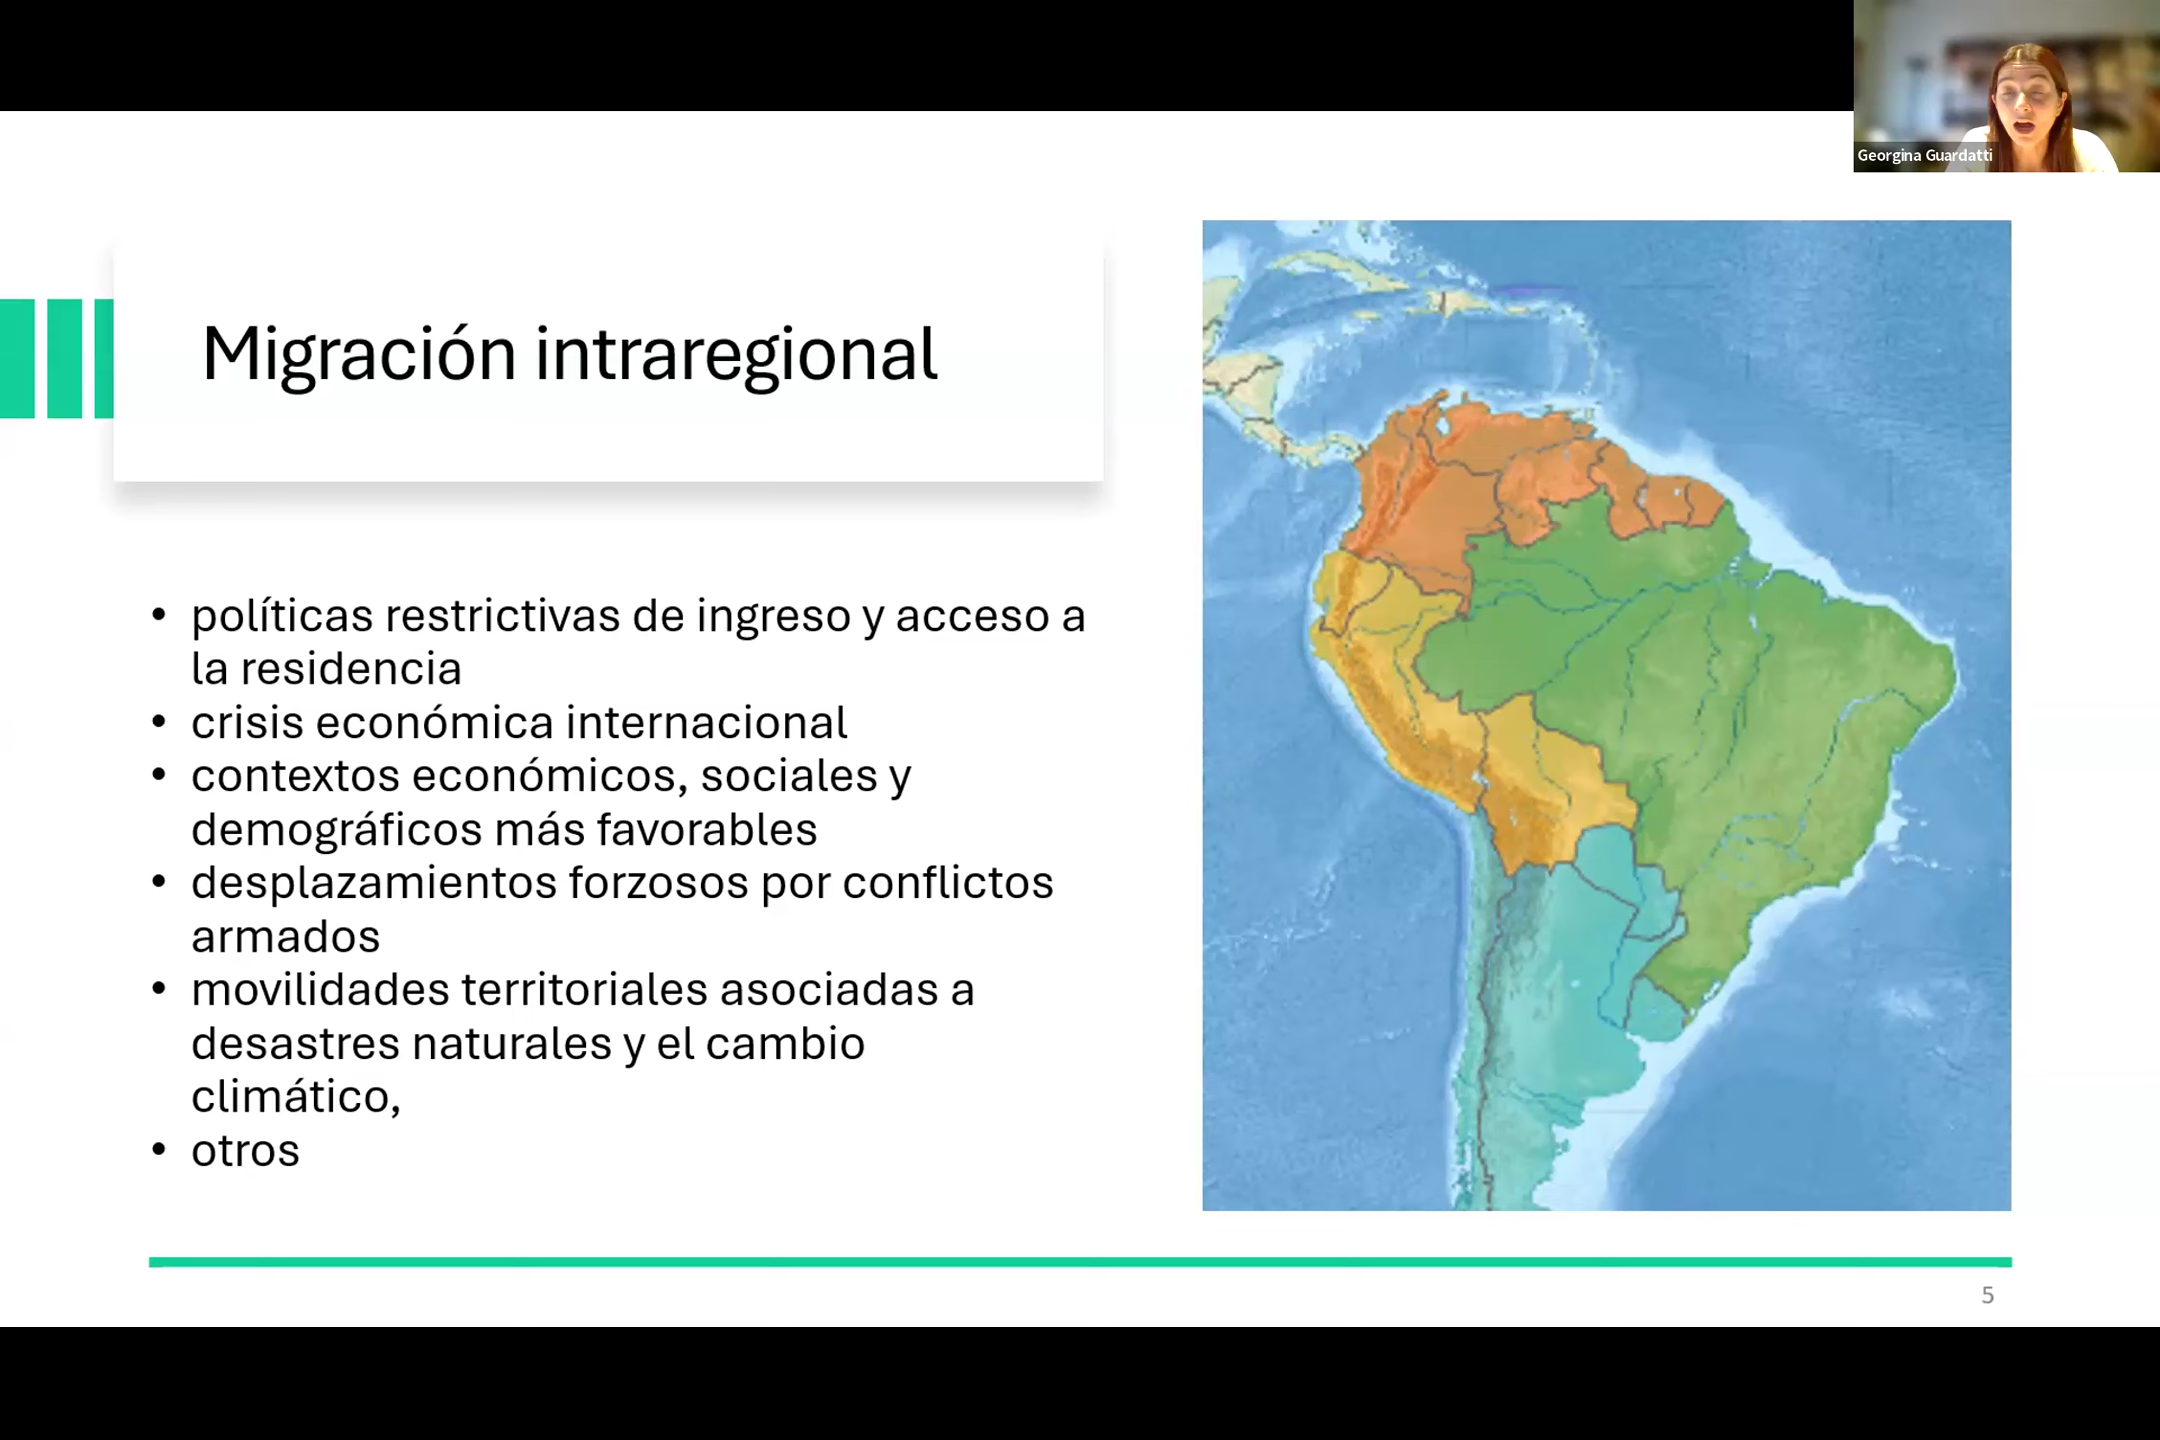 Georgina Guardatti
Migración intraregional
• políticas restrictivas de ingreso y acceso a
la residencia
• crisis económica internacional
• contextos económicos, sociales y
demográficos más favorables
• desplazamientos forzosos por conflictos
armados
• movilidades territoriales asociadas a
desastres naturales y el cambio
climático,
• otros
5